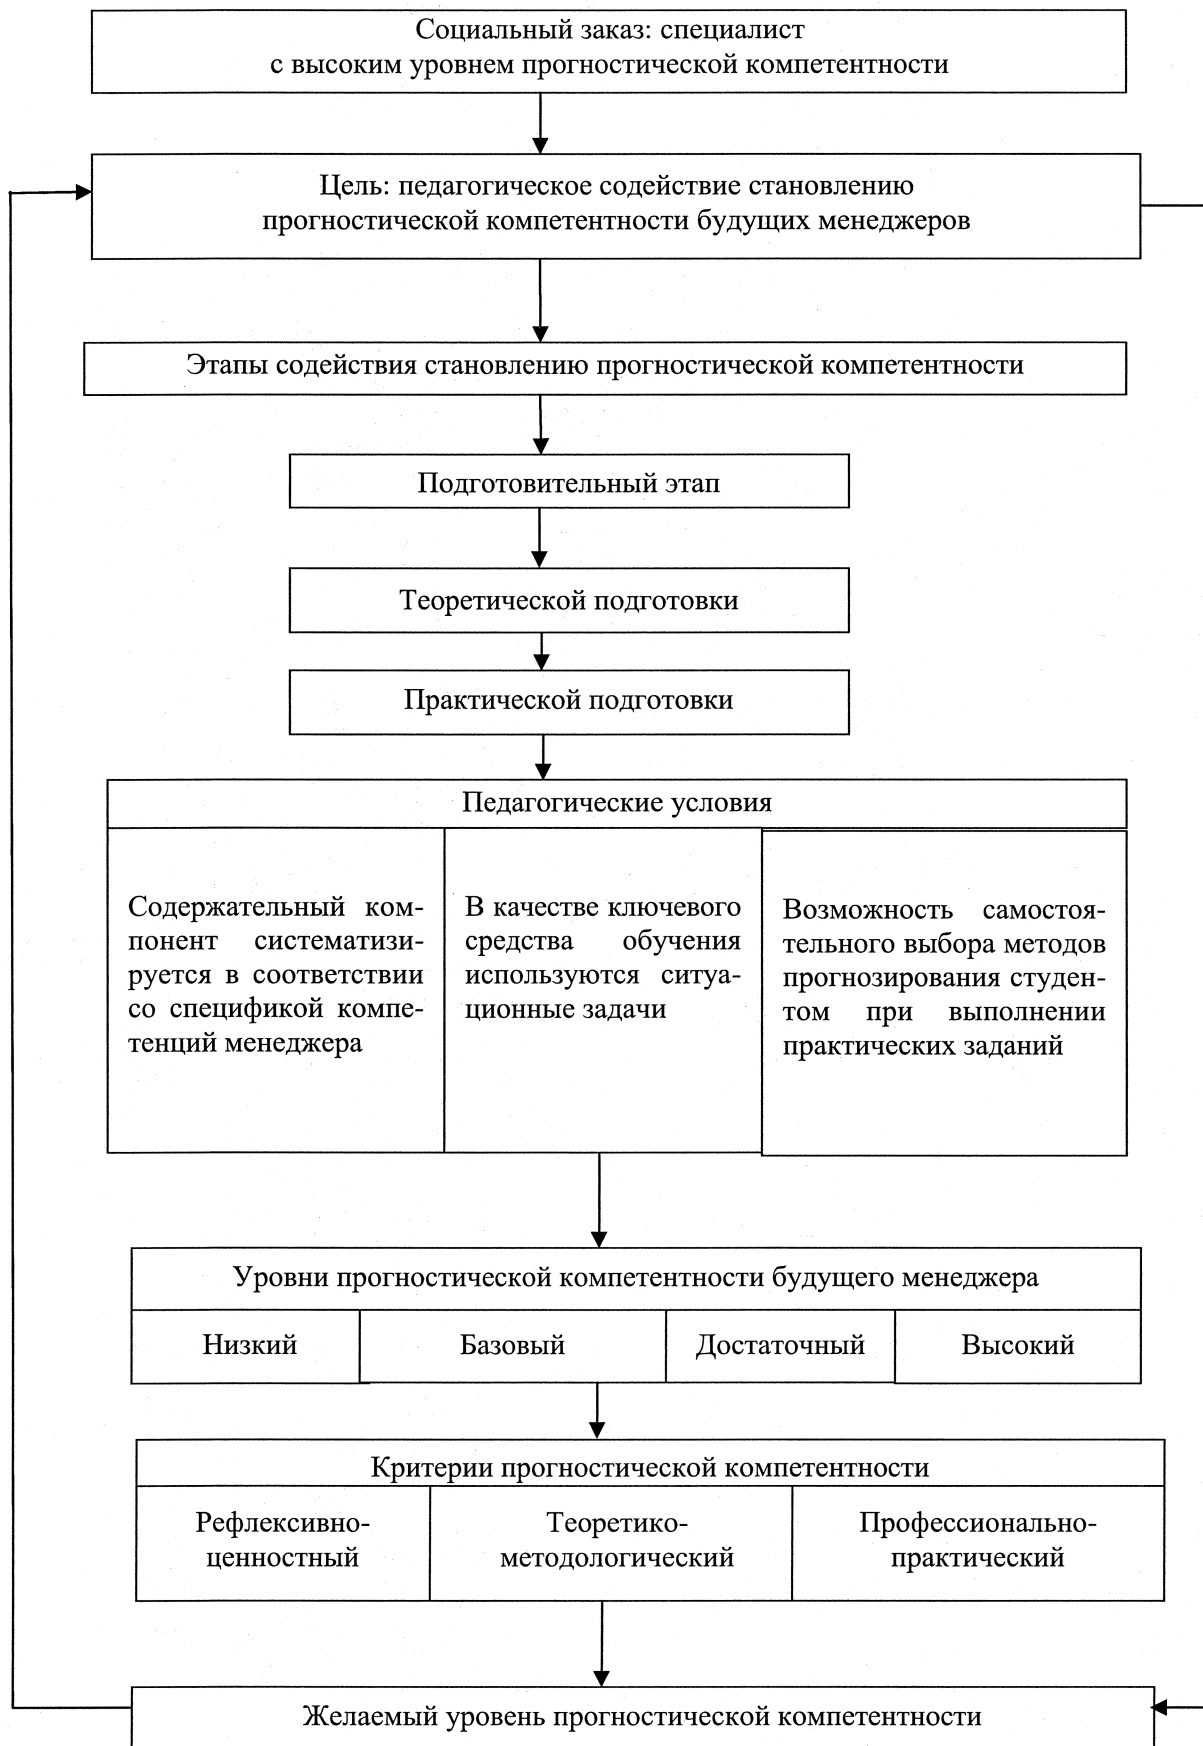 Социальный заказ: специалист
с высоким уровнем прогностической компетентности
Цель: педагогическое содействие становлению
прогностической компетентности будущих менеджеров
Этапы содействия становлению прогностической компетентности
Подготовительный этап
Теоретической подготовки
Практической подготовки
Педагогические условия
Содержательный ком-
понент систематизи-
руется в соответствии
со спецификой компе-
тенций менеджера
В качестве ключевого
средства обучения
используются ситуа-
ционные задачи
Возможность самостоя-
тельного выбора методов
прогнозирования студен-
том при выполнении
практических заданий
Уровни прогностической компетентности будущего менеджера
Низкий
Базовый
Достаточный
Высокий
Критерии прогностической компетентности
Рефлексивно-
ценностный
Теоретико-
методологический
Профессионально-
практический
Желаемый уровень прогностической компетентности